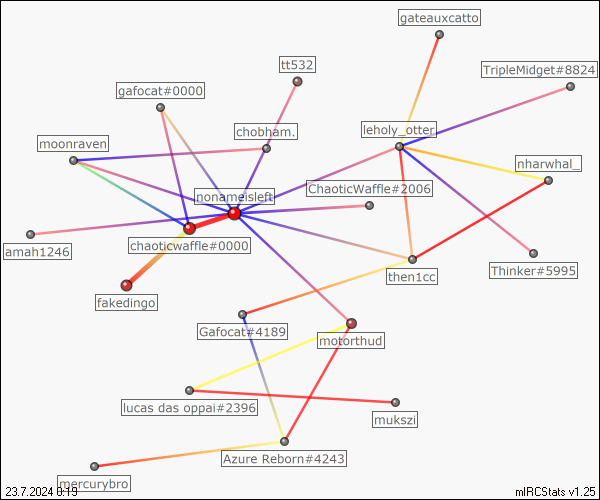 gateauxcatto
tt532
TripleMidget#8824
gafocat#0000
chobham.
leholy_otter
moonraven
nharwhal_
ChaoticWaffle#2006
nonameisleft
amah1246
chaoticwaffle#0000
Thinker#5995
then1cc
fakedingo
Gafocat#4189
motorthud
lucas das oppai#2396
mukszi
Azure Reborn#4243
mercurybro
23.7.2024 0:19
mIRCStats v1.25